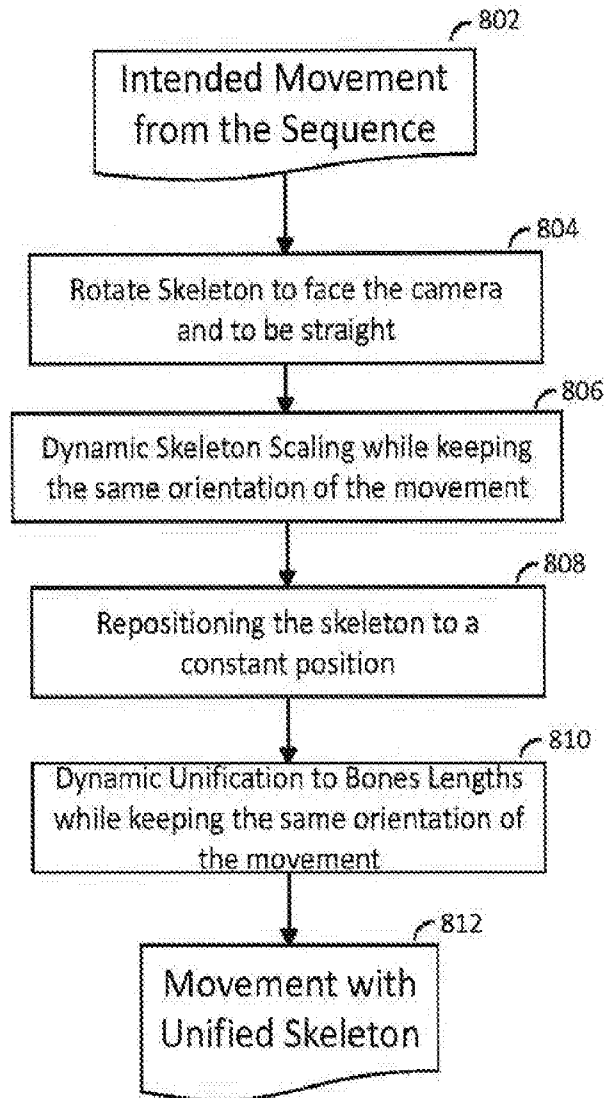 802
Intended Movement
from the Sequence
804
Rotate Skeleton to face the camera
and to be straight
806
Dynamic Skeleton Scaling while keeping
the same orientation of the movement
808
Repositioning the skeleton to a
constant position
810
Dynamic Unification to Bones Lengths
while keeping the same orientation of
the movement
812
Movement with
Unified Skeleton